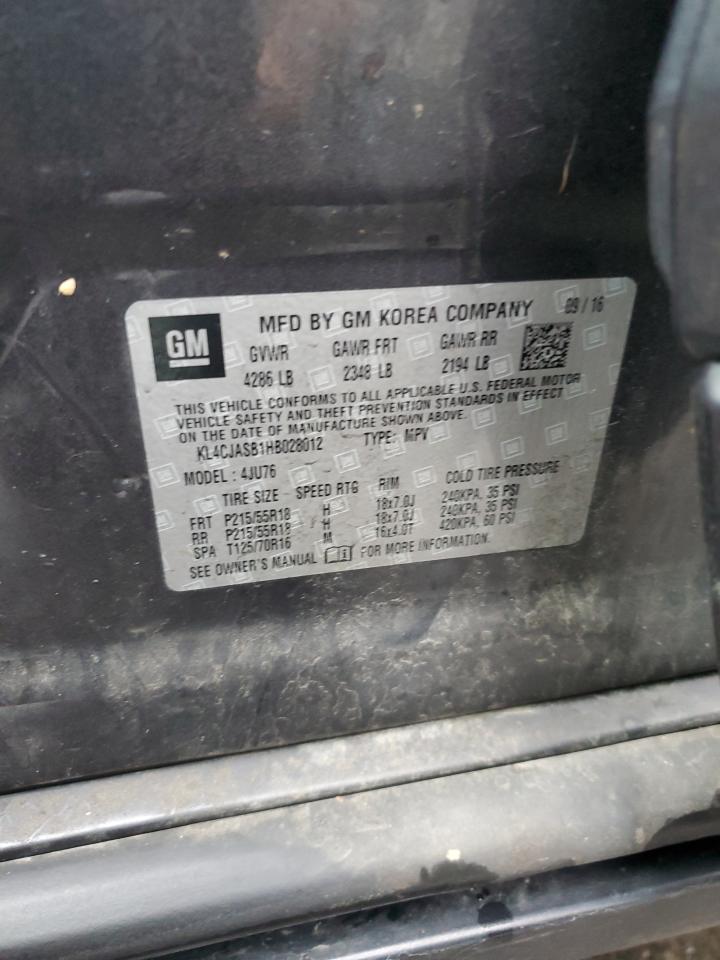 GM
MFD BY GM KOREA COMPANY 09 / 16
GVWR GAWR FRT GAWR RR
4286 LB 2348 LB 2194 LB
THIS VEHICLE CONFORMS TO ALL APPLICABLE U.S. FEDERAL MOTOR
VEHICLE SAFETY AND THEFT PREVENTION STANDARDS IN EFFECT
ON THE DATE OF MANUFACTURE SHOWN ABOVE.
KL4CJASB1HB028012 TYPE: MPV
MODEL : 4JU76
TIRE SIZE SPEED RTG RIM COLD TIRE PRESSURE
FRT P215/55R18 H 18x7.0J 240KPA, 35 PSI
RR P215/55R18 H 18x7.0J 240KPA, 35 PSI
SPA T125/70R16 M 16x4.0T 420KPA, 60 PSI
SEE OWNER'S MANUAL FOR MORE INFORMATION.